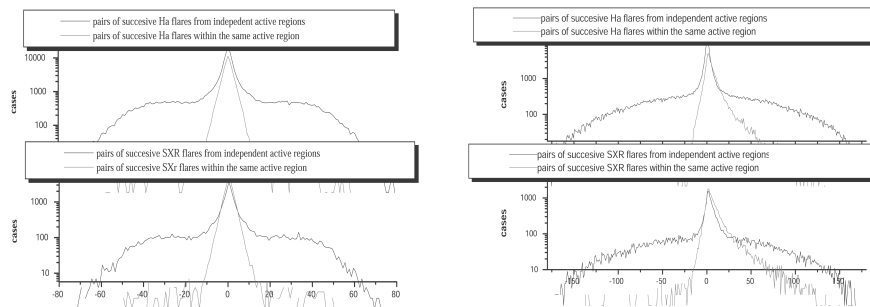 pairs of succesive Ha flares from indepedent active regions
pairs of succesive Ha flares within the same active region
10000
1000
100
cases
pairs of succesive SXR flares from independent active regions
pairs of succesive SXr flares within the same active region
1000
100
10
cases
-80 -60 -40 -20 0 20 40 60 80
pairs of succesive Ha flares from independent active regions
pairs of succesive Ha flares within the same active region
1000
100
cases
pairs of succesive SXR flares from independent active regions
pairs of succesive SXR flares within the same active region
1000
100
10
cases
-150 -100 -50 0 50 100 150